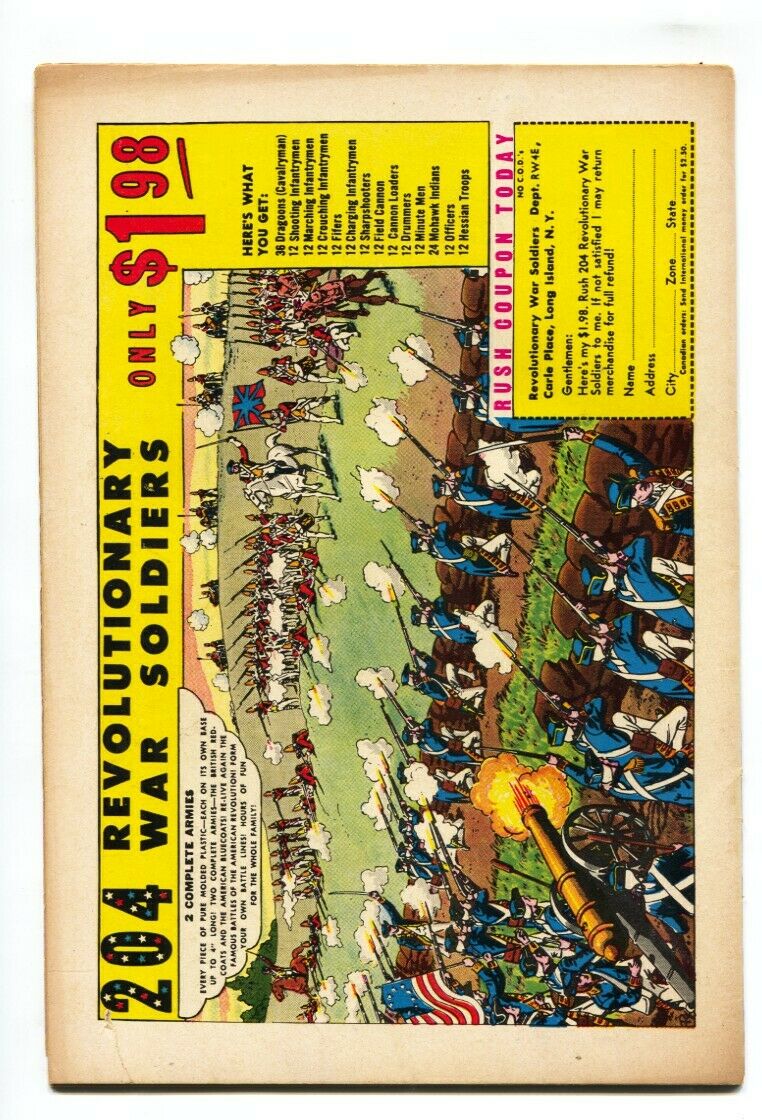 204 REVOLUTIONARY
WAR SOLDIERS
ONLY $1 98
2 COMPLETE ARMIES
EVERY PIECE OF PURE MOLDED PLASTIC—EACH ON ITS OWN BASE
UP TO 4" LONG! TWO COMPLETE ARMIES—THE BRITISH RED-
COATS AND THE AMERICAN BLUECOATS! RE-LIVE AGAIN THE
FAMOUS BATTLES OF THE AMERICAN REVOLUTION! FORM
YOUR OWN BATTLE LINES! HOURS OF FUN
FOR THE WHOLE FAMILY!
HERE'S WHAT
YOU GET:
36 Dragoons (Cavalryman)
12 Shooting Infantrymen
12 Marching Infantrymen
12 Crouching Infantrymen
12 Fifers
12 Charging Infantrymen
12 Sharpshooters
12 Field Cannon
12 Cannon Loaders
12 Drummers
12 Minute Men
24 Mohawk Indians
12 Officers
12 Hessian Troops
RUSH COUPON TODAY
NO C.O.D.'s
Revolutionary War Soldiers Dept. RW4E,
Carle Place, Long Island, N. Y.
Gentlemen:
Here's my $1.98. Rush 204 Revolutionary War
Soldiers to me. If not satisfied I may return
merchandise for full refund!
Name
Address
City Zone State
Canadian orders: Send International money order for $2.50.